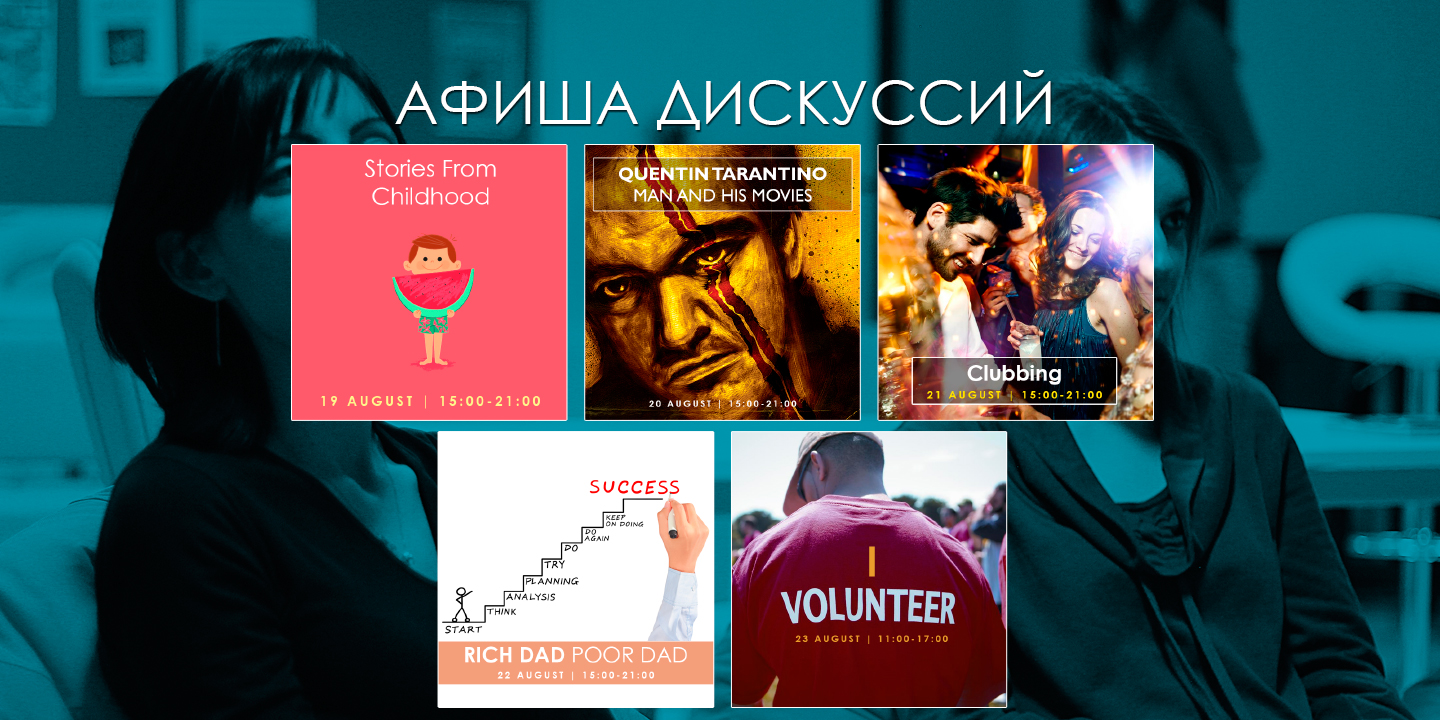 АФИША ДИСКУССИЙ
Stories From
Childhood
19 AUGUST | 15:00-21:00
QUENTIN TARANTINO
MAN AND HIS MOVIES
20 AUGUST | 15:00-21:00
Clubbing
21 AUGUST | 15:00-21:00
SUCCESS
KEEP
ON DOING
DO
AGAIN
DO
TRY
PLANNING
ANALYSIS
THINK
START
RICH DAD POOR DAD
22 AUGUST | 15:00-21:00
I
VOLUNTEER
23 AUGUST | 11:00-17:00